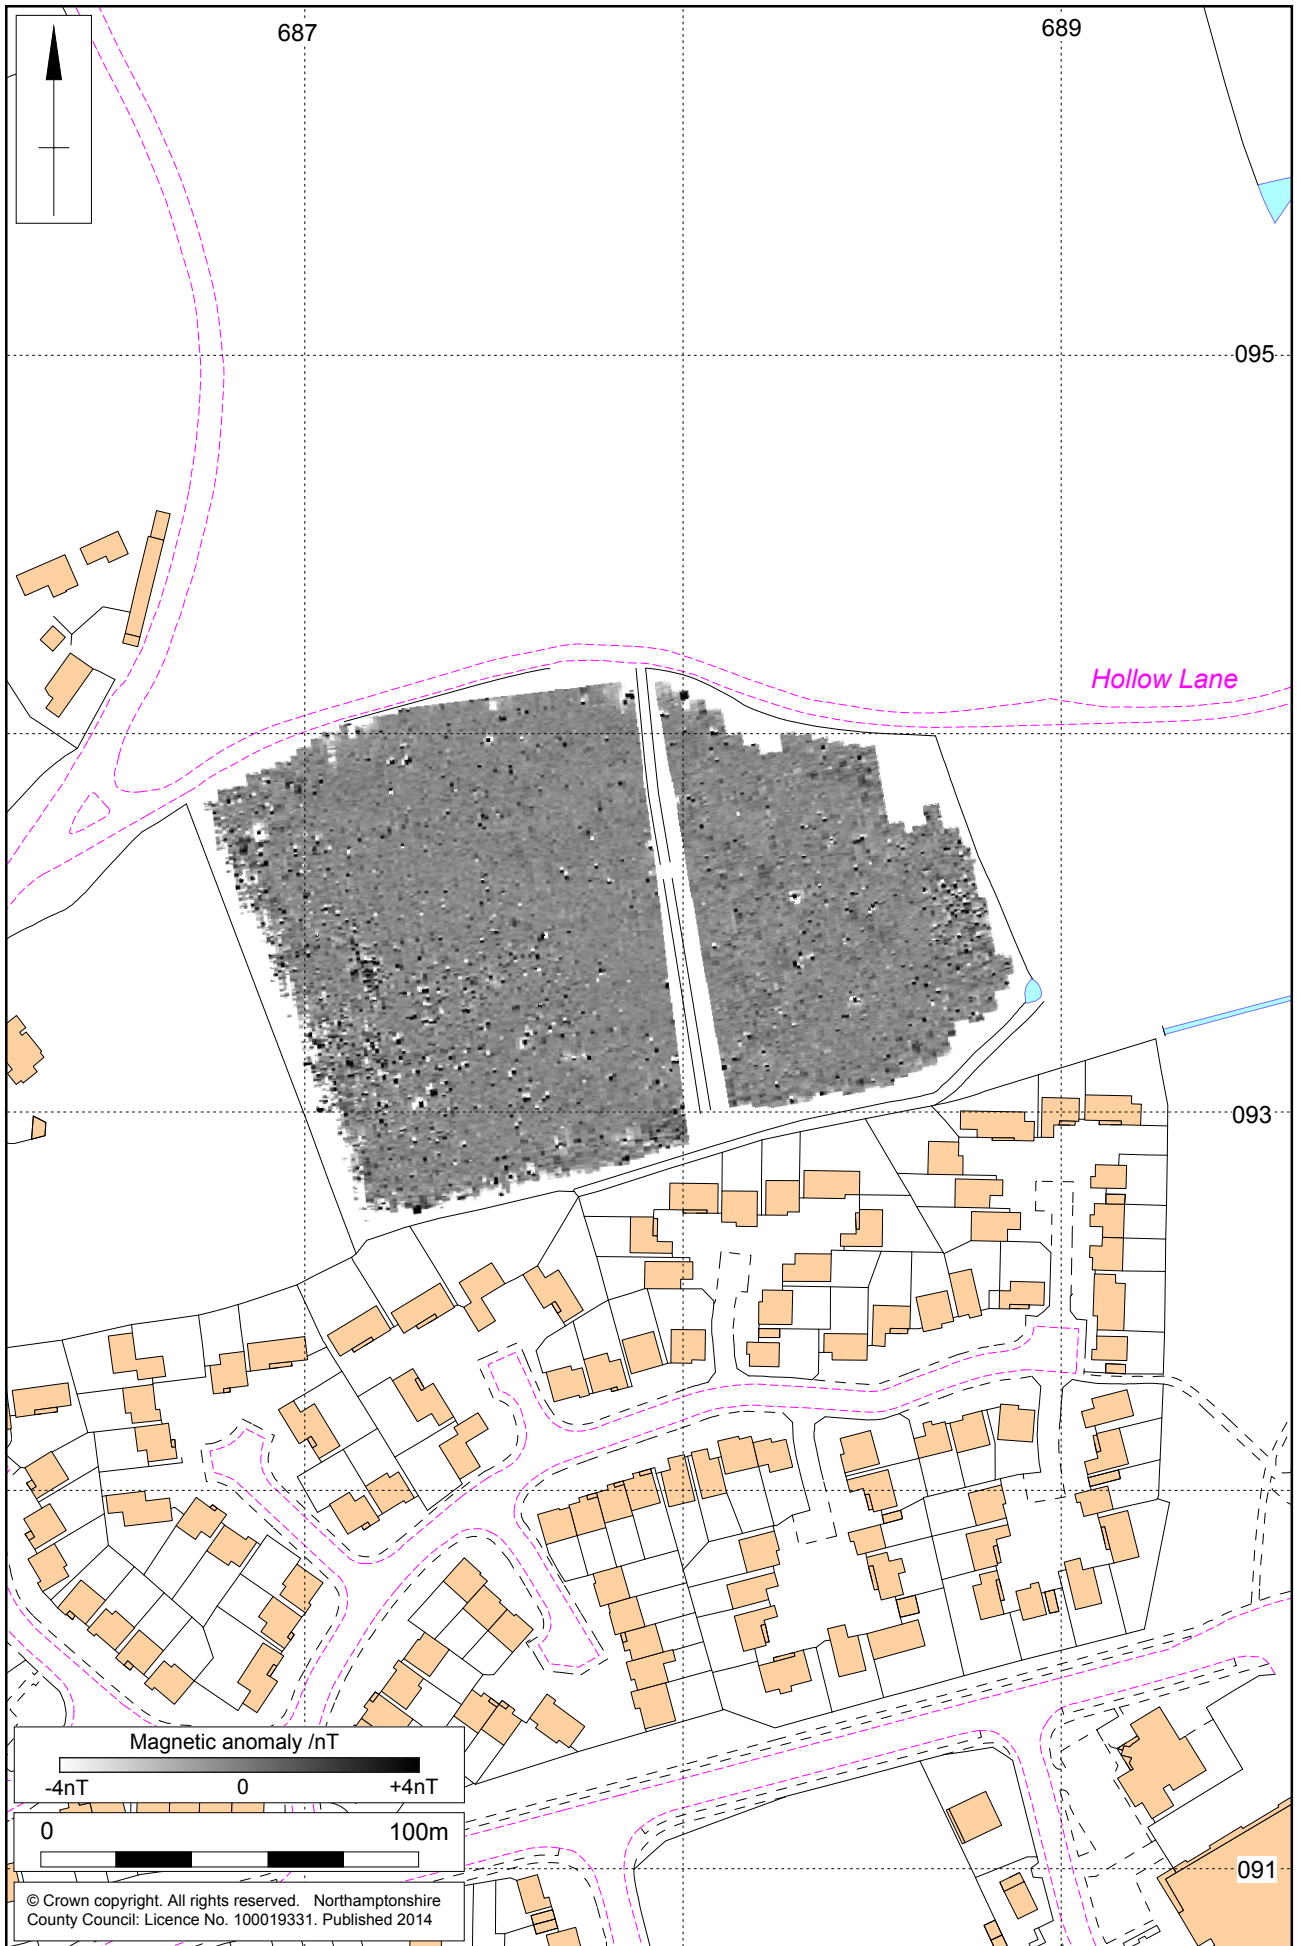 687
689
095
Hollow Lane
093
Magnetic anomaly /nT
-4nT 0 +4nT
0 100m
091
© Crown copyright. All rights reserved. Northamptonshire
County Council: Licence No. 100019331. Published 2014